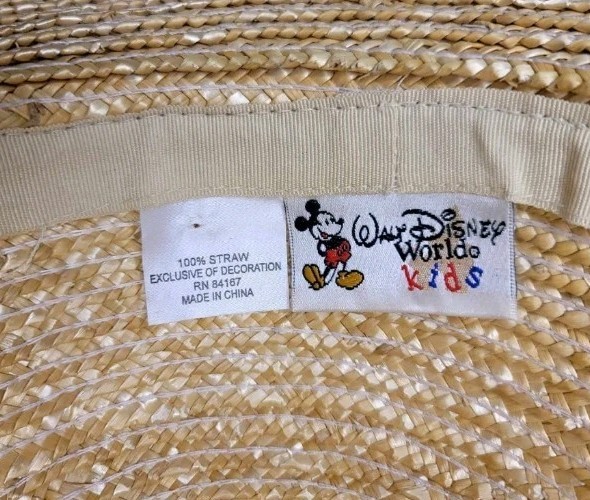 100% STRAW
EXCLUSIVE OF DECORATION
RN 84167
MADE IN CHINA
WALT DISNEY
World
kids